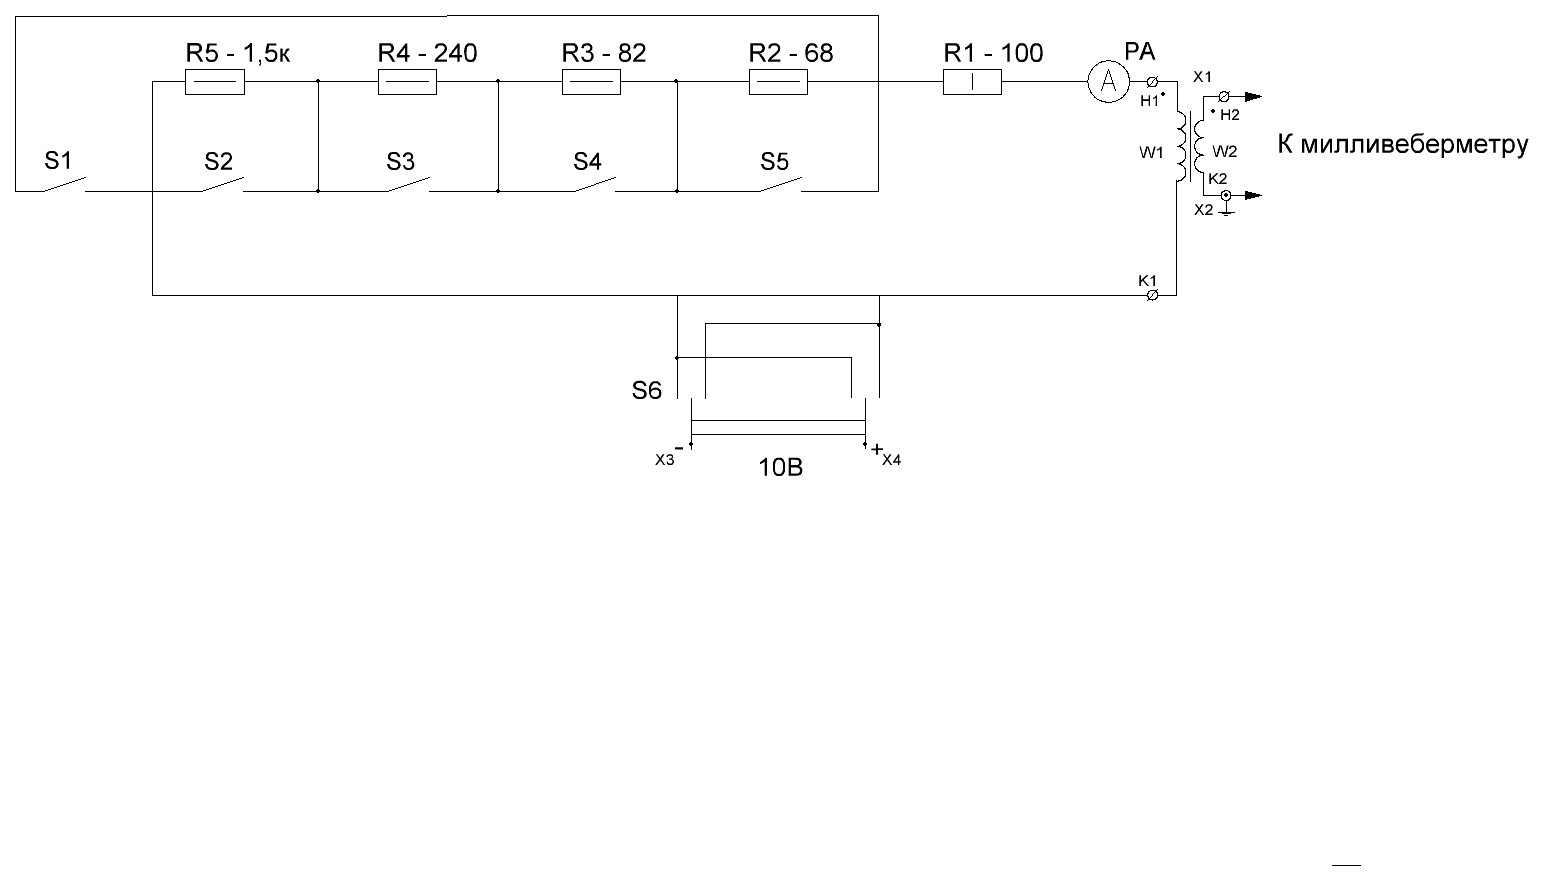 R5 - 1,5к R4 - 240 R3 - 82 R2 - 68 R1 - 100 PA
A
X1
H1
H2
К милливеберметру
W1 W2
S1 S2 S3 S4 S5
K2
X2
K1
S6
X3 - + X4
10В